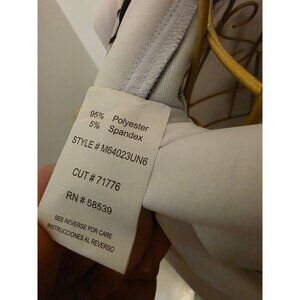 95% Polyester
5% Spandex
STYLE # M64023UN6
CUT # 71776
RN # 58539
SEE REVERSE FOR CARE
INSTRUCCIONES AL REVERSO